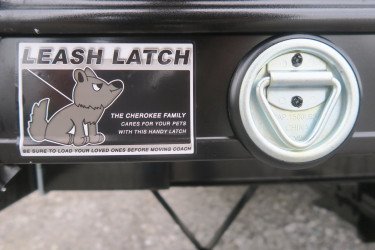 LEASH LATCH
THE CHEROKEE FAMILY
CARES FOR YOUR PETS
WITH THIS HANDY LATCH
BE SURE TO LOAD YOUR LOVED ONES BEFORE MOVING COACH